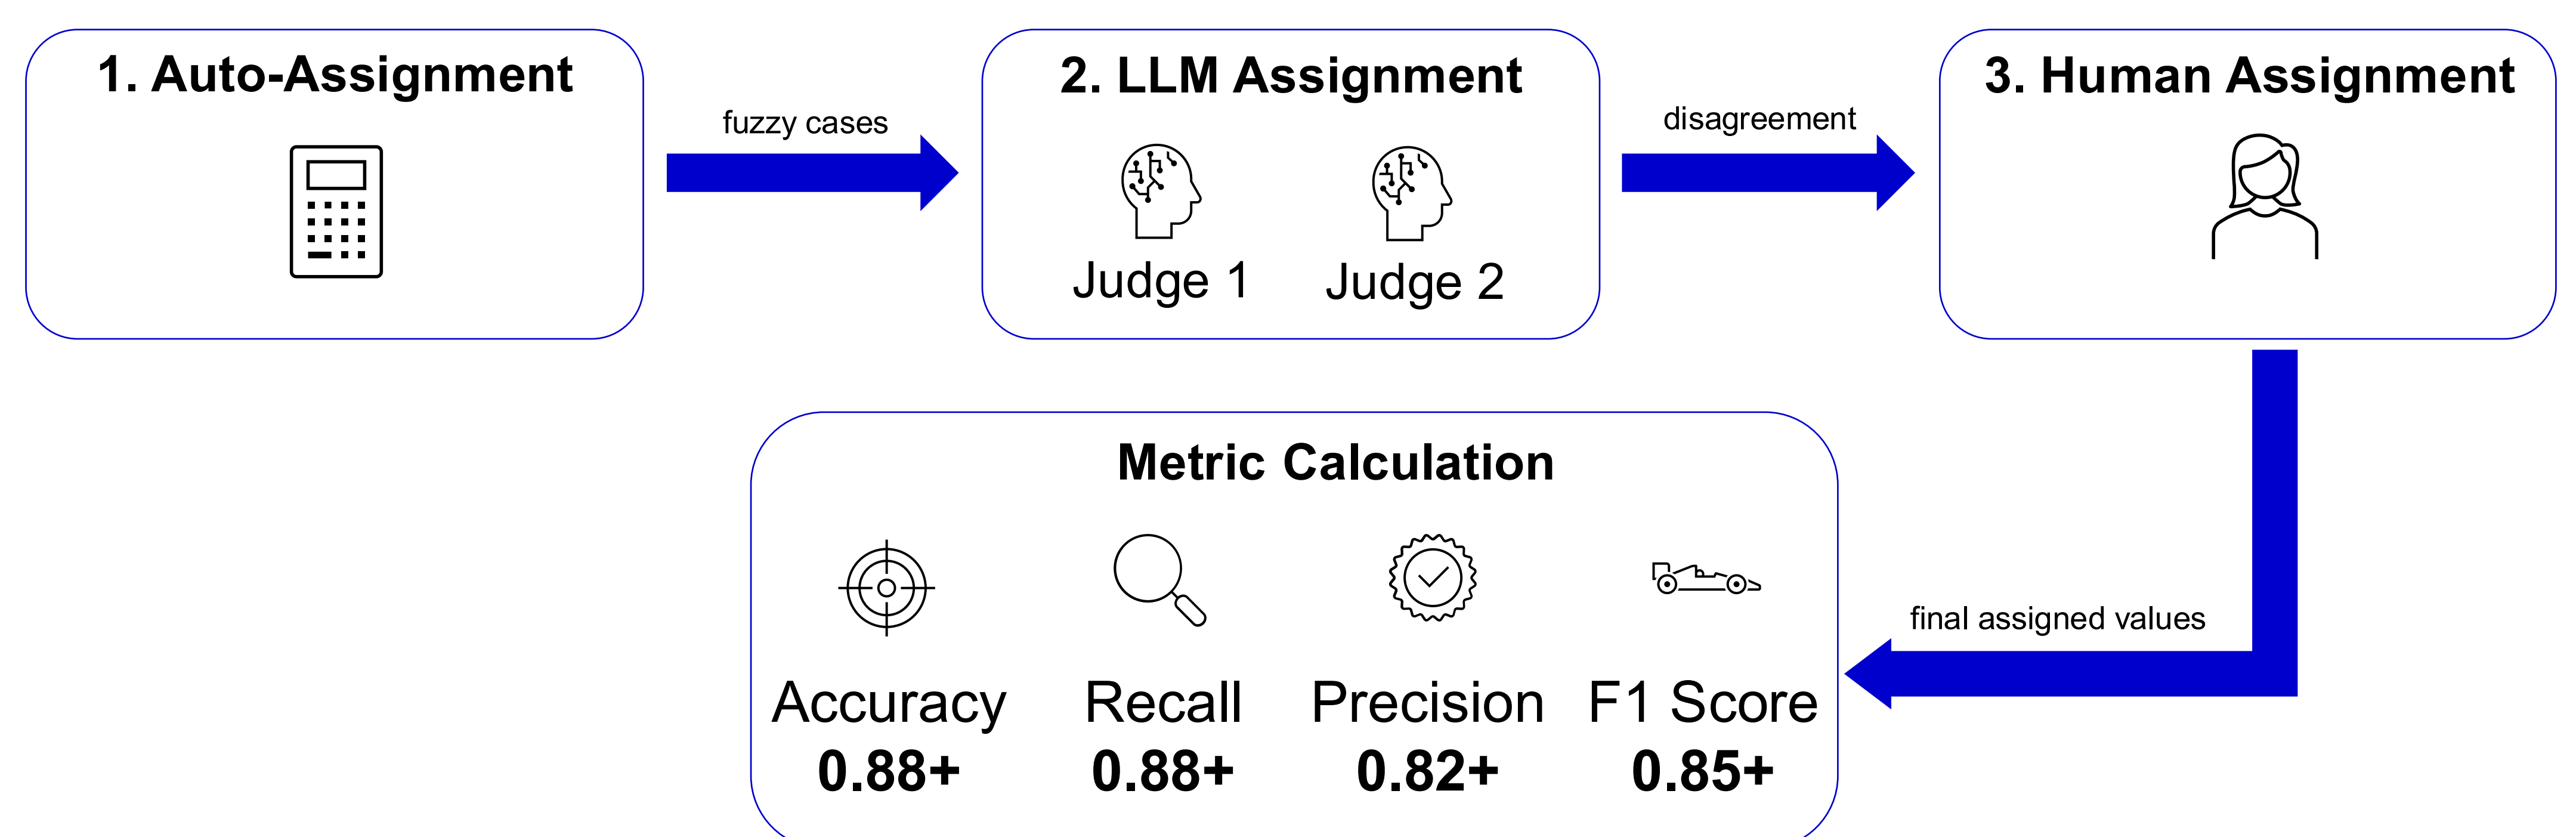 1. Auto-Assignment
fuzzy cases
2. LLM Assignment
Judge 1
Judge 2
disagreement
3. Human Assignment
final assigned values
Metric Calculation
Accuracy
0.88+
Recall
0.88+
Precision
0.82+
F1 Score
0.85+